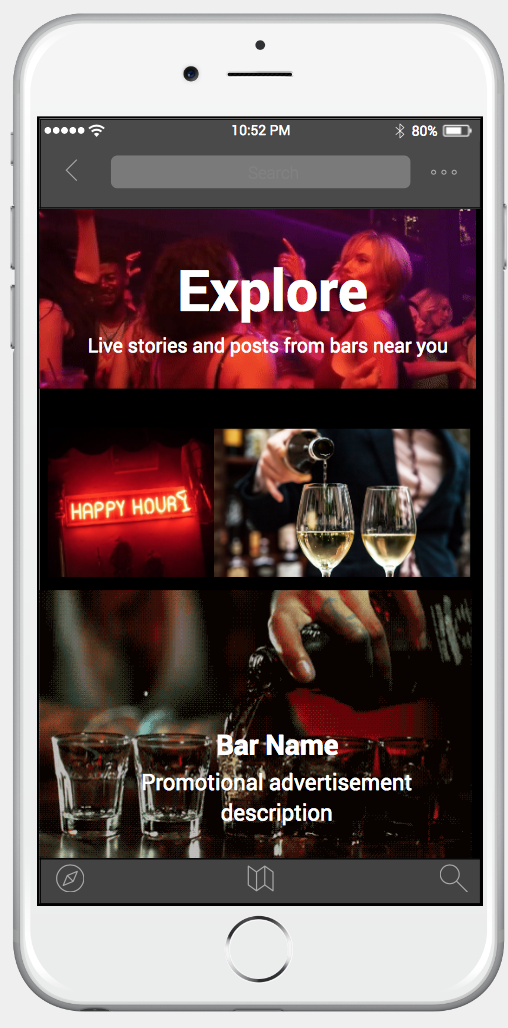 10:52 PM
80%
Search
Explore
Live stories and posts from bars near you
HAPPY HOUR
Bar Name
Promotional advertisement
description